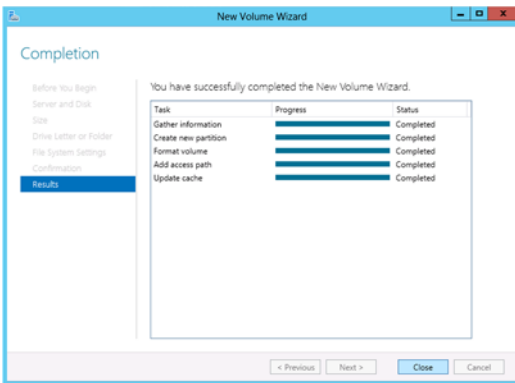 New Volume Wizard
Completion
Before You Begin
Server and Disk
Size
Drive Letter or Folder
File System Settings
Confirmation
Results
You have successfully completed the New Volume Wizard.
Task Progress Status
Gather information Completed
Create new partition Completed
Format volume Completed
Add access path Completed
Update cache Completed
< Previous Next > Close Cancel